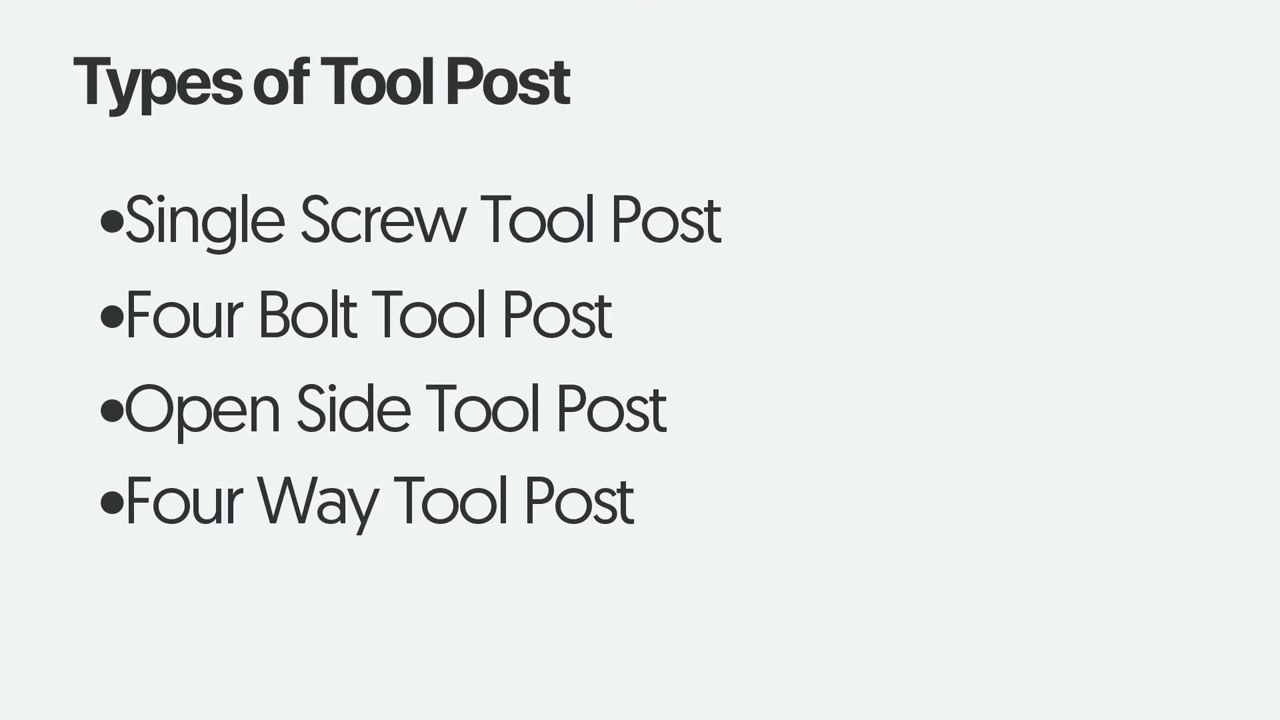 Types of Tool Post
•Single Screw Tool Post
•Four Bolt Tool Post
•Open Side Tool Post
•Four Way Tool Post